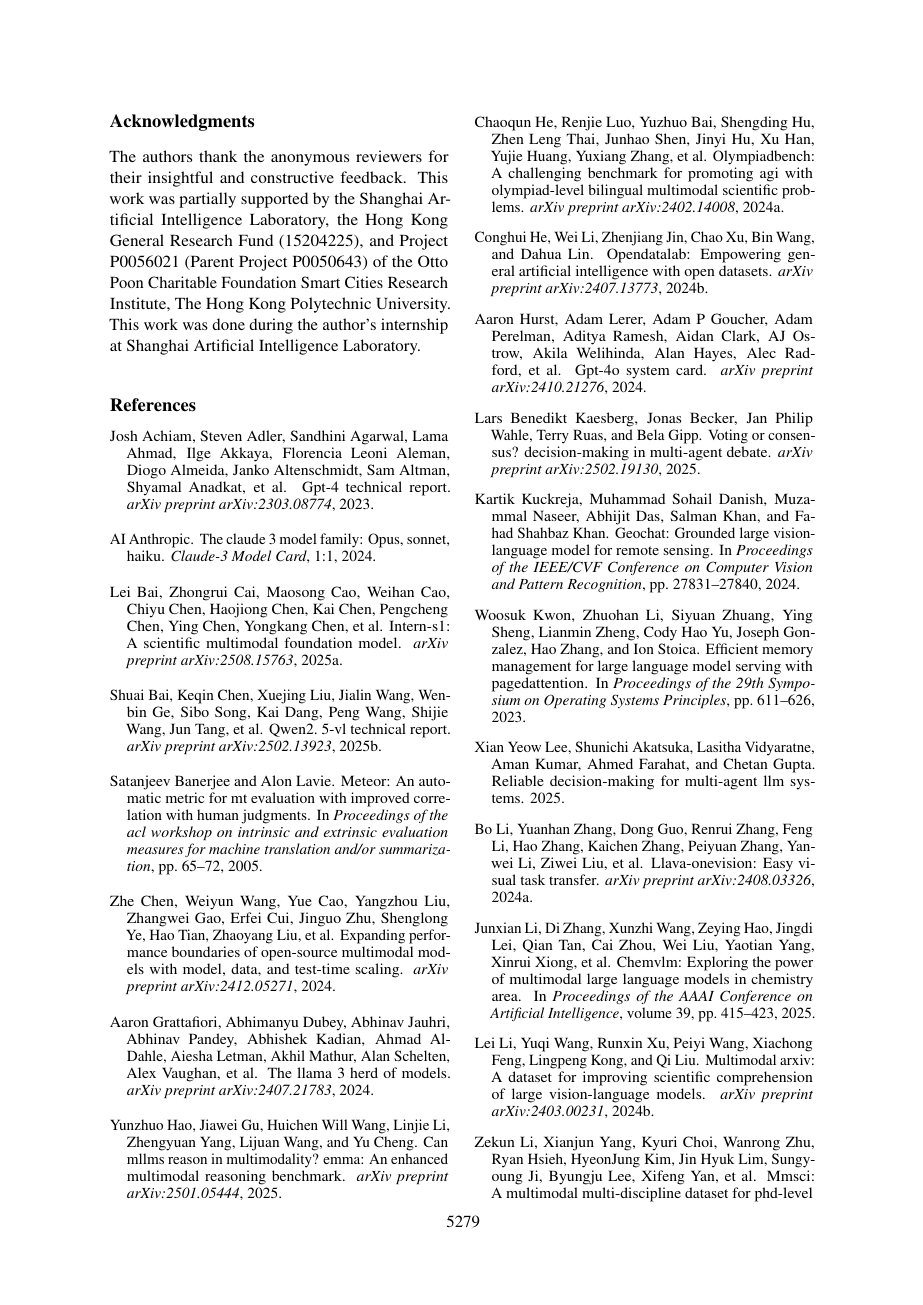 Acknowledgments
The authors thank the anonymous reviewers for
their insightful and constructive feedback. This
work was partially supported by the Shanghai Ar-
tificial Intelligence Laboratory, the Hong Kong
General Research Fund (15204225), and Project
P0056021 (Parent Project P0050643) of the Otto
Poon Charitable Foundation Smart Cities Research
Institute, The Hong Kong Polytechnic University.
This work was done during the author's internship
at Shanghai Artificial Intelligence Laboratory.
References
Josh Achiam, Steven Adler, Sandhini Agarwal, Lama
Ahmad, Ilge Akkaya, Florencia Leoni Aleman,
Diogo Almeida, Janko Altenschmidt, Sam Altman,
Shyamal Anadkat, et al. Gpt-4 technical report.
arXiv preprint arXiv:2303.08774, 2023.
AI Anthropic. The claude 3 model family: Opus, sonnet,
haiku. Claude-3 Model Card, 1:1, 2024.
Lei Bai, Zhongrui Cai, Maosong Cao, Weihan Cao,
Chiyu Chen, Haojiong Chen, Kai Chen, Pengcheng
Chen, Ying Chen, Yongkang Chen, et al. Intern-s1:
A scientific multimodal foundation model. arXiv
preprint arXiv:2508.15763, 2025a.
Shuai Bai, Keqin Chen, Xuejing Liu, Jialin Wang, Wen-
bin Ge, Sibo Song, Kai Dang, Peng Wang, Shijie
Wang, Jun Tang, et al. Qwen2. 5-vl technical report.
arXiv preprint arXiv:2502.13923, 2025b.
Satanjeev Banerjee and Alon Lavie. Meteor: An auto-
matic metric for mt evaluation with improved corre-
lation with human judgments. In Proceedings of the
acl workshop on intrinsic and extrinsic evaluation
measures for machine translation and/or summariza-
tion, pp. 65–72, 2005.
Zhe Chen, Weiyun Wang, Yue Cao, Yangzhou Liu,
Zhangwei Gao, Erfei Cui, Jinguo Zhu, Shenglong
Ye, Hao Tian, Zhaoyang Liu, et al. Expanding perfor-
mance boundaries of open-source multimodal mod-
els with model, data, and test-time scaling. arXiv
preprint arXiv:2412.05271, 2024.
Aaron Grattafiori, Abhimanyu Dubey, Abhinav Jauhri,
Abhinav Pandey, Abhishek Kadian, Ahmad Al-
Dahle, Aiesha Letman, Akhil Mathur, Alan Schelten,
Alex Vaughan, et al. The llama 3 herd of models.
arXiv preprint arXiv:2407.21783, 2024.
Yunzhuo Hao, Jiawei Gu, Huichen Will Wang, Linjie Li,
Zhengyuan Yang, Lijuan Wang, and Yu Cheng. Can
mllms reason in multimodality? emma: An enhanced
multimodal reasoning benchmark. arXiv preprint
arXiv:2501.05444, 2025.
Chaoqun He, Renjie Luo, Yuzhuo Bai, Shengding Hu,
Zhen Leng Thai, Junhao Shen, Jinyi Hu, Xu Han,
Yujie Huang, Yuxiang Zhang, et al. Olympiadbench:
A challenging benchmark for promoting agi with
olympiad-level bilingual multimodal scientific prob-
lems. arXiv preprint arXiv:2402.14008, 2024a.
Conghui He, Wei Li, Zhenjiang Jin, Chao Xu, Bin Wang,
and Dahua Lin. Opendatalab: Empowering gen-
eral artificial intelligence with open datasets. arXiv
preprint arXiv:2407.13773, 2024b.
Aaron Hurst, Adam Lerer, Adam P Goucher, Adam
Perelman, Aditya Ramesh, Aidan Clark, AJ Os-
trow, Akila Welihinda, Alan Hayes, Alec Rad-
ford, et al. Gpt-4o system card. arXiv preprint
arXiv:2410.21276, 2024.
Lars Benedikt Kaesberg, Jonas Becker, Jan Philip
Wahle, Terry Ruas, and Bela Gipp. Voting or consen-
sus? decision-making in multi-agent debate. arXiv
preprint arXiv:2502.19130, 2025.
Kartik Kuckreja, Muhammad Sohail Danish, Muza-
mmal Naseer, Abhijit Das, Salman Khan, and Fa-
had Shahbaz Khan. Geochat: Grounded large vision-
language model for remote sensing. In Proceedings
of the IEEE/CVF Conference on Computer Vision
and Pattern Recognition, pp. 27831–27840, 2024.
Woosuk Kwon, Zhuohan Li, Siyuan Zhuang, Ying
Sheng, Lianmin Zheng, Cody Hao Yu, Joseph Gon-
zalez, Hao Zhang, and Ion Stoica. Efficient memory
management for large language model serving with
pagedattention. In Proceedings of the 29th Sympo-
sium on Operating Systems Principles, pp. 611–626,
2023.
Xian Yeow Lee, Shunichi Akatsuka, Lasitha Vidyaratne,
Aman Kumar, Ahmed Farahat, and Chetan Gupta.
Reliable decision-making for multi-agent llm sys-
tems. 2025.
Bo Li, Yuanhan Zhang, Dong Guo, Renrui Zhang, Feng
Li, Hao Zhang, Kaichen Zhang, Peiyuan Zhang, Yan-
wei Li, Ziwei Liu, et al. Llava-onevision: Easy vi-
sual task transfer. arXiv preprint arXiv:2408.03326,
2024a.
Junxian Li, Di Zhang, Xunzhi Wang, Zeying Hao, Jingdi
Lei, Qian Tan, Cai Zhou, Wei Liu, Yaotian Yang,
Xinrui Xiong, et al. Chemvlm: Exploring the power
of multimodal large language models in chemistry
area. In Proceedings of the AAAI Conference on
Artificial Intelligence, volume 39, pp. 415–423, 2025.
Lei Li, Yuqi Wang, Runxin Xu, Peiyi Wang, Xiachong
Feng, Lingpeng Kong, and Qi Liu. Multimodal arxiv:
A dataset for improving scientific comprehension
of large vision-language models. arXiv preprint
arXiv:2403.00231, 2024b.
Zekun Li, Xianjun Yang, Kyuri Choi, Wanrong Zhu,
Ryan Hsieh, HyeonJung Kim, Jin Hyuk Lim, Sungy-
oung Ji, Byungju Lee, Xifeng Yan, et al. Mmsci:
A multimodal multi-discipline dataset for phd-level
5279